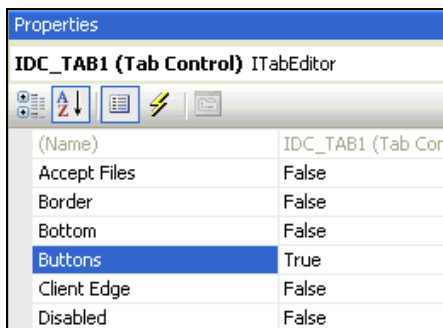 Properties
IDC_TAB1 (Tab Control) ITabEditor
(Name) IDC_TAB1 (Tab Cor
Accept Files False
Border False
Bottom False
Buttons True
Client Edge False
Disabled False